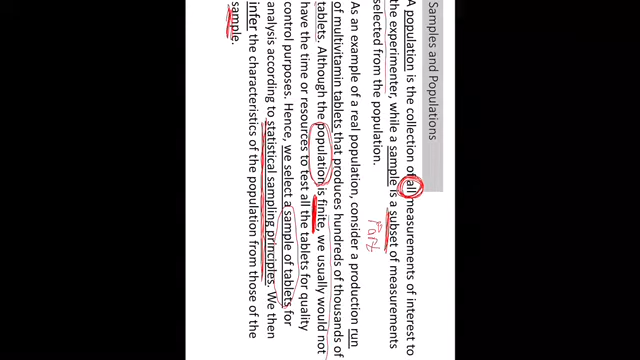 Samples and Populations
A population is the collection of all measurements of interest to
the experimenter, while a sample is a subset of measurements
selected from the population.
part
As an example of a real population, consider a production run
of multivitamin tablets that produces hundreds of thousands of
tablets. Although the population is finite, we usually would not
have the time or resources to test all the tablets for quality
control purposes. Hence, we select a sample of tablets for
analysis according to statistical sampling principles. We then
infer the characteristics of the population from those of the
sample.